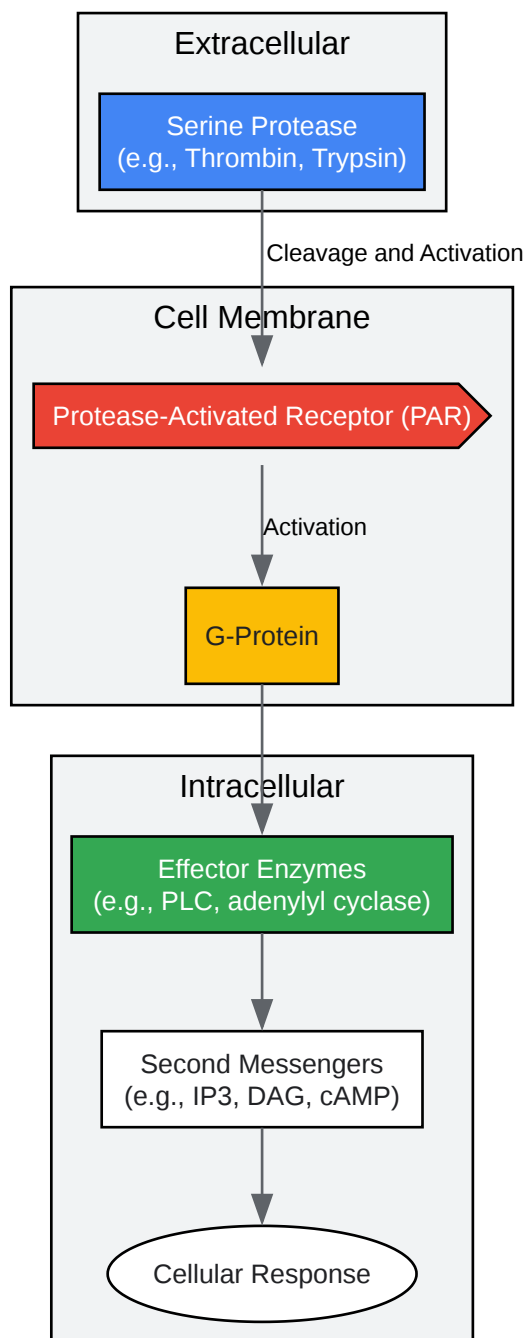 Extracellular
Serine Protease
(e.g., Thrombin, Trypsin)
Cleavage and Activation
Cell Membrane
Protease-Activated Receptor (PAR)
Activation
G-Protein
Intracellular
Effector Enzymes
(e.g., PLC, adenylyl cyclase)
Second Messengers
(e.g., IP3, DAG, cAMP)
Cellular Response